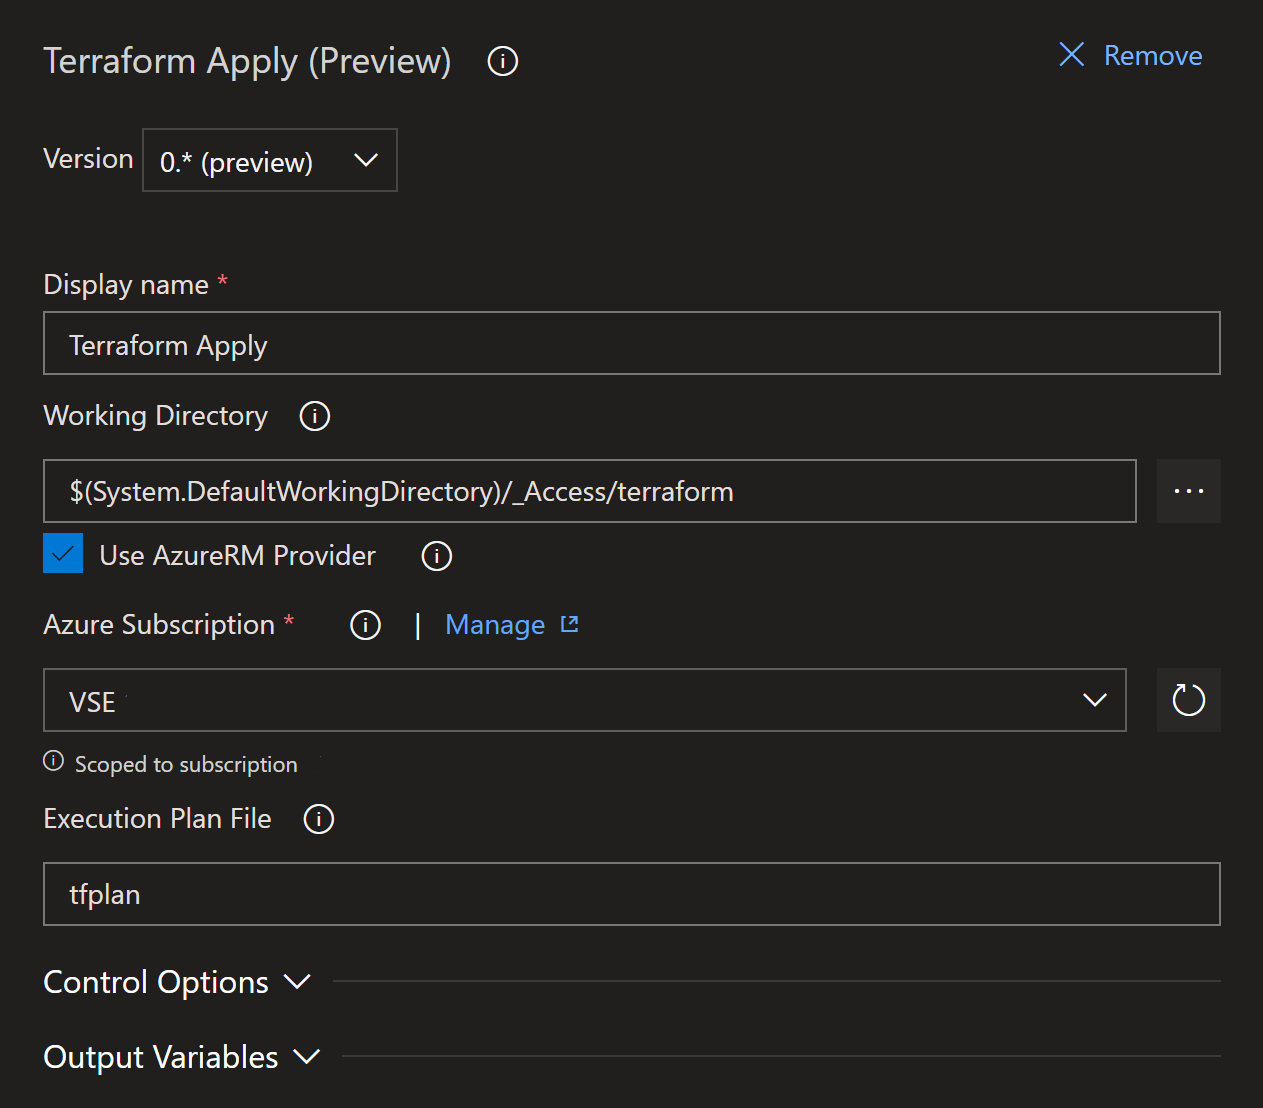 Terraform Apply (Preview)
Remove
Version 0.* (preview)
Display name *
Terraform Apply
Working Directory
$(System.DefaultWorkingDirectory)/_Access/terraform
Use AzureRM Provider
Azure Subscription * | Manage
VSE
Scoped to subscription
Execution Plan File
tfplan
Control Options
Output Variables